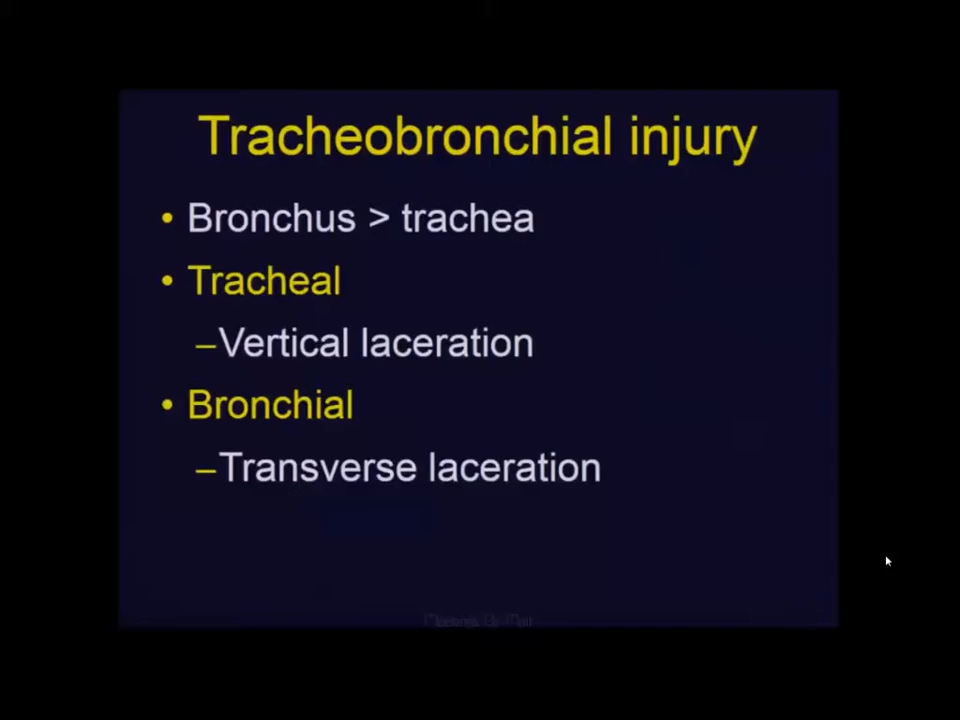 Tracheobronchial injury
• Bronchus > trachea
• Tracheal
–Vertical laceration
• Bronchial
–Transverse laceration